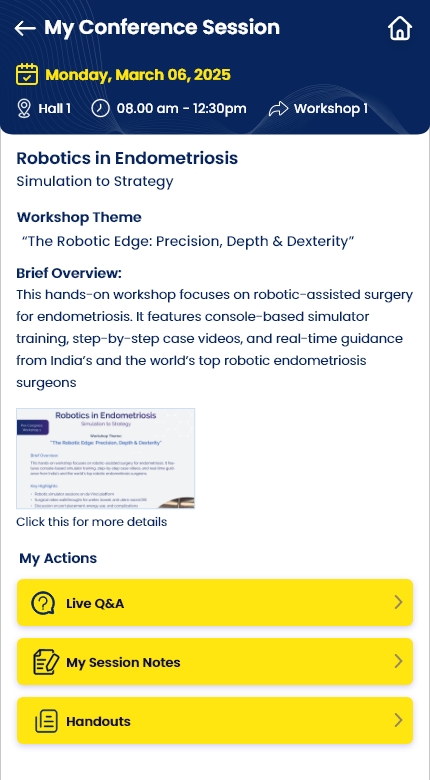 My Conference Session
Monday, March 06, 2025
Hall 1
08.00 am - 12:30pm
Workshop 1
Robotics in Endometriosis
Simulation to Strategy
Workshop Theme
“The Robotic Edge: Precision, Depth & Dexterity”
Brief Overview:
This hands-on workshop focuses on robotic-assisted surgery
for endometriosis. It features console-based simulator
training, step-by-step case videos, and real-time guidance
from India’s and the world’s top robotic endometriosis
surgeons
Robotics in Endometriosis
Simulation to Strategy
Workshop Theme
"The Robotic Edge: Precision, Depth & Dexterity"
Brief Overview
Key Highlights
Click this for more details
My Actions
Live Q&A
My Session Notes
Handouts